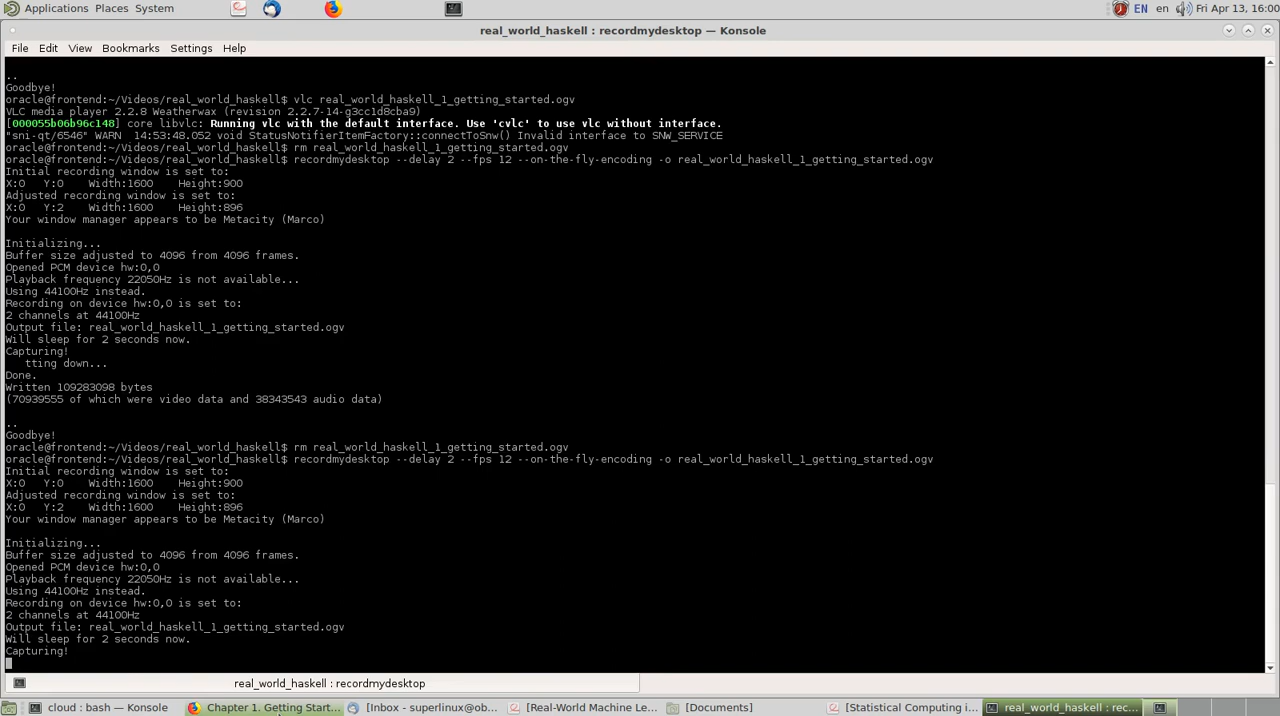 Applications Places System
EN en Fri Apr 13, 16:00
real_world_haskell : recordmydesktop — Konsole
File Edit View Bookmarks Settings Help
..
Goodbye!
oracle@frontend:~/Videos/real_world_haskell$ vlc real_world_haskell_1_getting_started.ogv
VLC media player 2.2.8 Weatherwax (revision 2.2.7-14-g3cc1d8cba9)
[000055b06b96c148] core libvlc: Running vlc with the default interface. Use 'cvlc' to use vlc without interface.
"sni-qt/6546" WARN  14:53:48.052 void StatusNotifierItemFactory::connectToSnw() Invalid interface to SNW_SERVICE
oracle@frontend:~/Videos/real_world_haskell$ rm real_world_haskell_1_getting_started.ogv
oracle@frontend:~/Videos/real_world_haskell$ recordmydesktop --delay 2 --fps 12 --on-the-fly-encoding -o real_world_haskell_1_getting_started.ogv
Initial recording window is set to:
X:0   Y:0   Width:1600   Height:900
Adjusted recording window is set to:
X:0   Y:2   Width:1600   Height:896
Your window manager appears to be Metacity (Marco)
Initializing...
Buffer size adjusted to 4096 from 4096 frames.
Opened PCM device hw:0,0
Playback frequency 22050Hz is not available...
Using 44100Hz instead.
Recording on device hw:0,0 is set to:
2 channels at 44100Hz
Output file: real_world_haskell_1_getting_started.ogv
Will sleep for 2 seconds now.
Capturing!
tting down...
Done.
Written 109283098 bytes
(70939555 of which were video data and 38343543 audio data)
..
Goodbye!
oracle@frontend:~/Videos/real_world_haskell$ rm real_world_haskell_1_getting_started.ogv
oracle@frontend:~/Videos/real_world_haskell$ recordmydesktop --delay 2 --fps 12 --on-the-fly-encoding -o real_world_haskell_1_getting_started.ogv
Initial recording window is set to:
X:0   Y:0   Width:1600   Height:900
Adjusted recording window is set to:
X:0   Y:2   Width:1600   Height:896
Your window manager appears to be Metacity (Marco)
Initializing...
Buffer size adjusted to 4096 from 4096 frames.
Opened PCM device hw:0,0
Playback frequency 22050Hz is not available...
Using 44100Hz instead.
Recording on device hw:0,0 is set to:
2 channels at 44100Hz
Output file: real_world_haskell_1_getting_started.ogv
Will sleep for 2 seconds now.
Capturing!
real_world_haskell : recordmydesktop
cloud : bash — Konsole Chapter 1. Getting Start... [Inbox - superlinux@ob... [Real-World Machine Le... [Documents] [Statistical Computing i... real_world_haskell : rec...